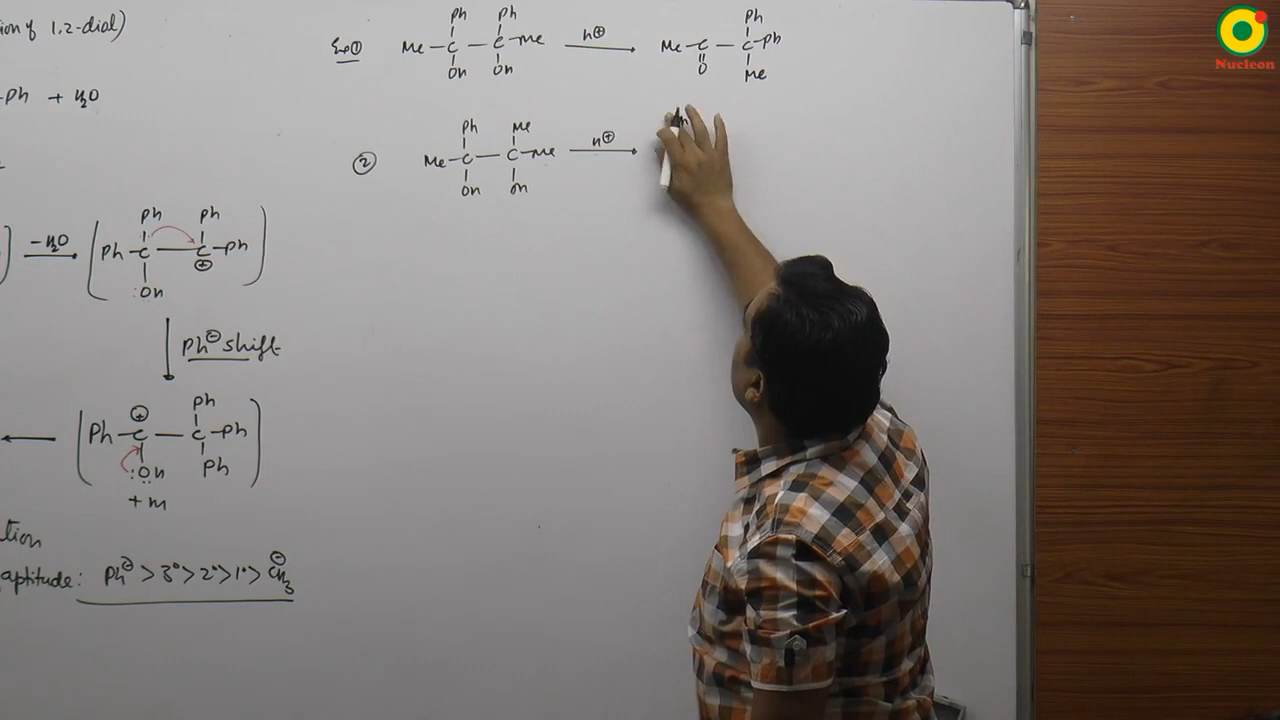 ion of 1,2-diol)
-Ph + H2O
-H2O
Ph Ph
Ph-C-C-Ph
⊕
:OH
Ph⊖ shift
⊕ Ph
Ph-C-C-Ph
:OH Ph
+m
tion
aptitude: Ph⊖ > 3° > 2° > 1° > CH3⊖
Ex ①
Ph Ph
Me-C-C-Me H⊕
OH OH
Ph
Me-C-C-Ph
O Me
②
Ph Me
Me-C-C-Me H⊕
OH OH
Nucleon